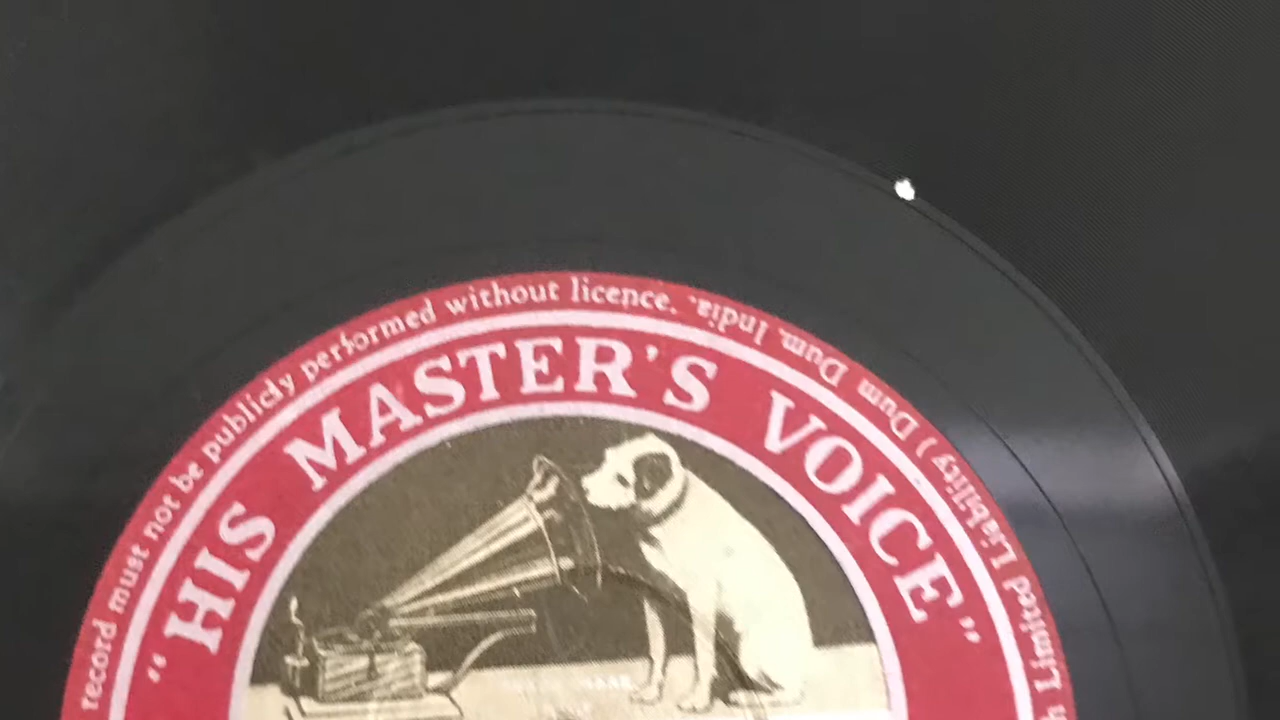 record must not be publicly performed without licence.
Limited Liability) Dum Dum, India.
“HIS MASTER'S VOICE”